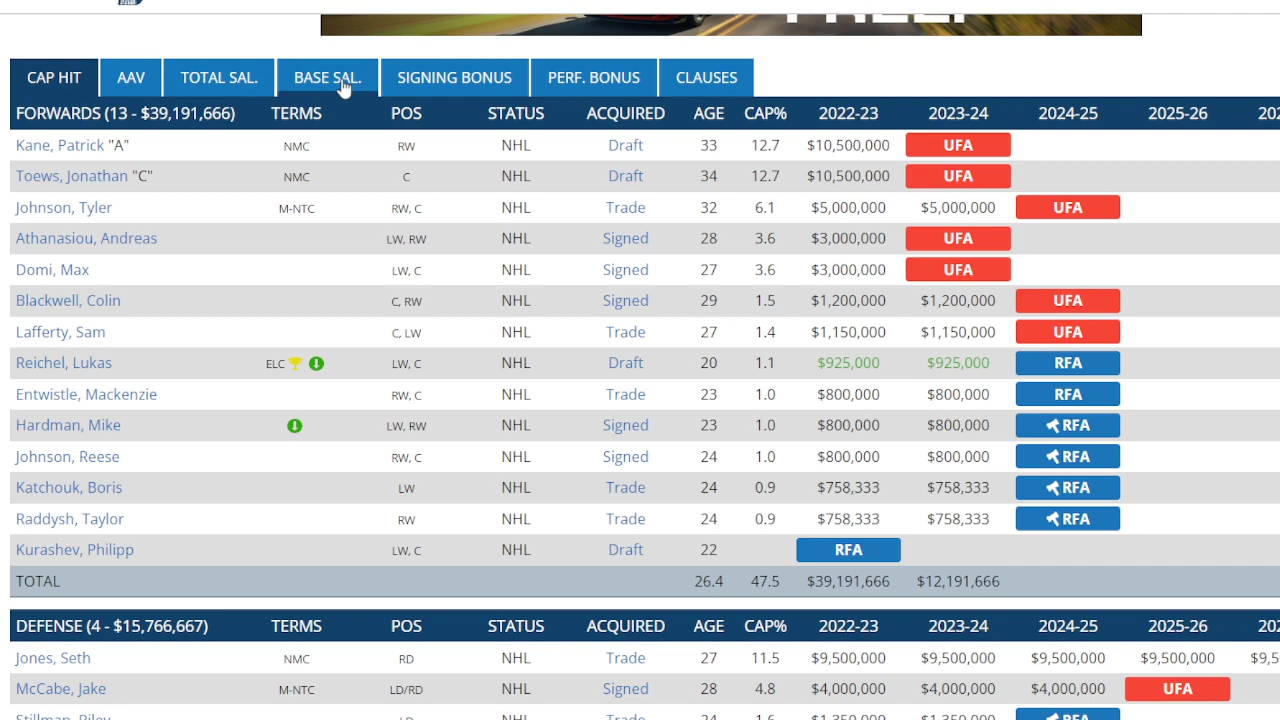 CAP HIT AAV TOTAL SAL. BASE SAL. SIGNING BONUS PERF. BONUS CLAUSES
FORWARDS (13 - $39,191,666) TERMS POS STATUS ACQUIRED AGE CAP% 2022-23 2023-24 2024-25 2025-26
Kane, Patrick "A" NMC RW NHL Draft 33 12.7 $10,500,000 UFA
Toews, Jonathan "C" NMC C NHL Draft 34 12.7 $10,500,000 UFA
Johnson, Tyler M-NTC RW, C NHL Trade 32 6.1 $5,000,000 $5,000,000 UFA
Athanasiou, Andreas LW, RW NHL Signed 28 3.6 $3,000,000 UFA
Domi, Max LW, C NHL Signed 27 3.6 $3,000,000 UFA
Blackwell, Colin C, RW NHL Signed 29 1.5 $1,200,000 $1,200,000 UFA
Lafferty, Sam C, LW NHL Trade 27 1.4 $1,150,000 $1,150,000 UFA
Reichel, Lukas ELC LW, C NHL Draft 20 1.1 $925,000 $925,000 RFA
Entwistle, Mackenzie RW, C NHL Trade 23 1.0 $800,000 $800,000 RFA
Hardman, Mike LW, RW NHL Signed 23 1.0 $800,000 $800,000 RFA
Johnson, Reese RW, C NHL Signed 24 1.0 $800,000 $800,000 RFA
Katchouk, Boris LW NHL Trade 24 0.9 $758,333 $758,333 RFA
Raddysh, Taylor RW NHL Trade 24 0.9 $758,333 $758,333 RFA
Kurashev, Philipp LW, C NHL Draft 22 RFA
TOTAL 26.4 47.5 $39,191,666 $12,191,666
DEFENSE (4 - $15,766,667) TERMS POS STATUS ACQUIRED AGE CAP% 2022-23 2023-24 2024-25 2025-26
Jones, Seth NMC RD NHL Trade 27 11.5 $9,500,000 $9,500,000 $9,500,000 $9,500,000
McCabe, Jake M-NTC LD/RD NHL Signed 28 4.8 $4,000,000 $4,000,000 $4,000,000 UFA